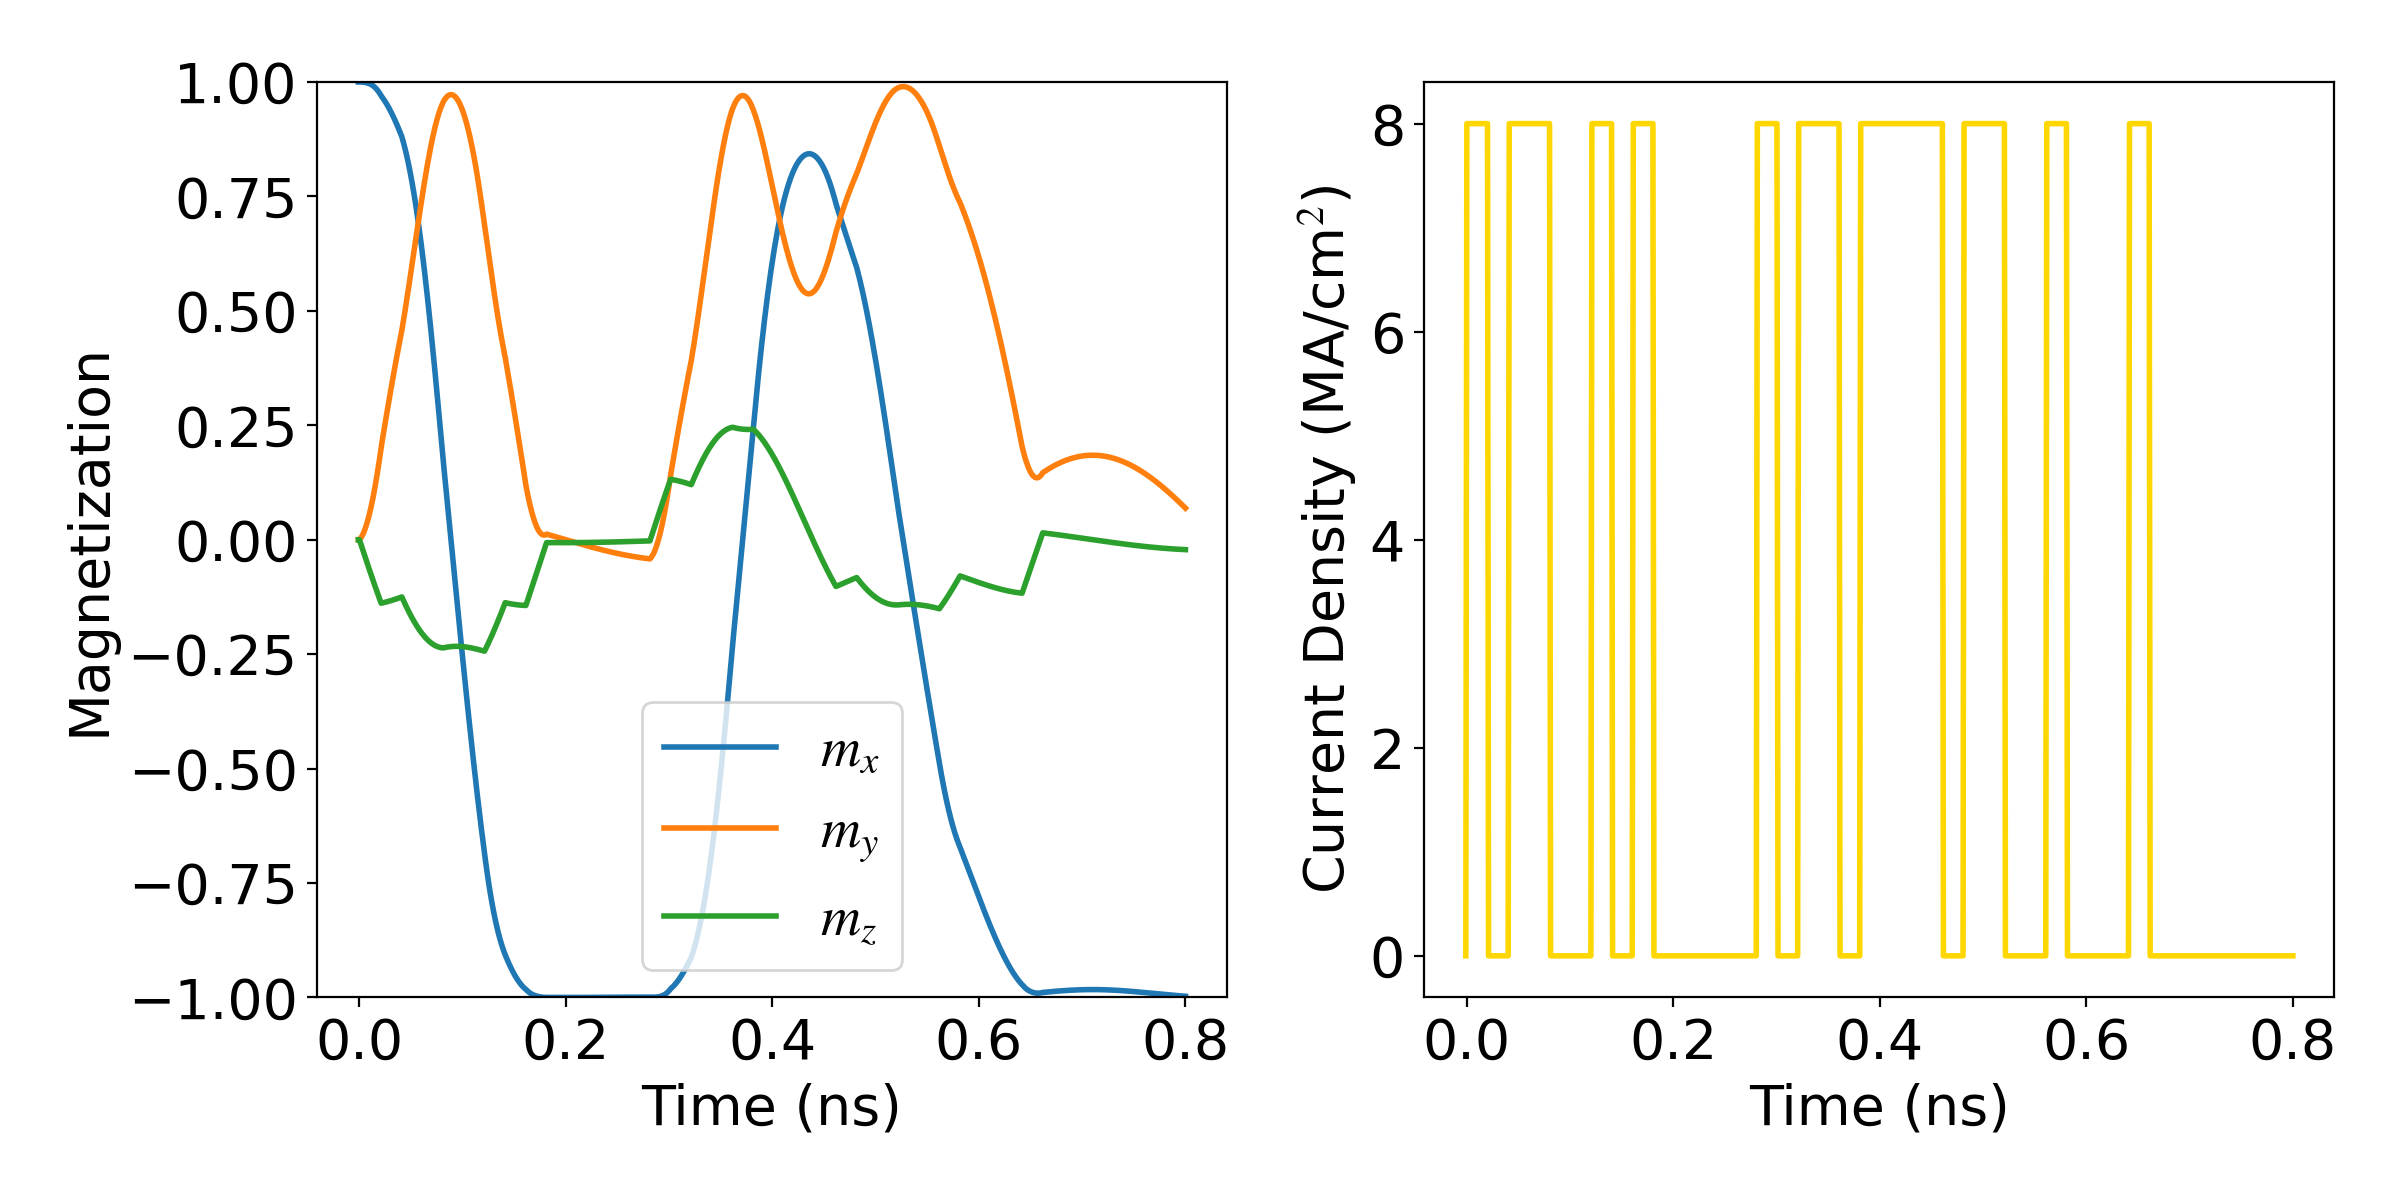 1.00
0.75
0.50
0.25
0.00
−0.25
−0.50
−0.75
−1.00
Magnetization
0.0 0.2 0.4 0.6 0.8
Time (ns)
m_x
m_y
m_z
8
6
4
2
0
Current Density (MA/cm²)
0.0 0.2 0.4 0.6 0.8
Time (ns)